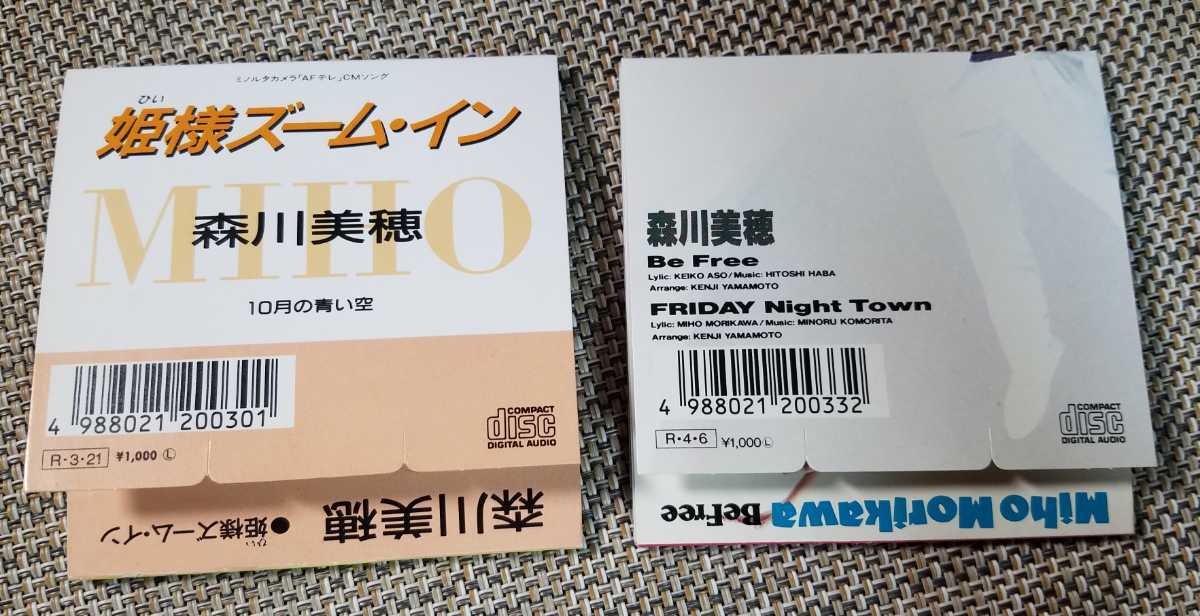 ミノルタカメラ「AFテレ」CMソング
ひい
姫様ズーム・イン
MIHO
森川美穂
10月の青い空
4 988021 200301
R・3・21 ¥1,000 Ⓛ
COMPACT
disc
DIGITAL AUDIO
森川美穂
●姫様ズーム・イン
ひい
森川美穂
Be Free
Lylic: KEIKO ASO/Music: HITOSHI HABA
Arrange: KENJI YAMAMOTO
FRIDAY Night Town
Lylic: MIHO MORIKAWA/Music: MINORU KOMORITA
Arrange: KENJI YAMAMOTO
4 988021 200332
R・4・6 ¥1,000 Ⓛ
COMPACT
disc
DIGITAL AUDIO
Miho Morikawa BeFree